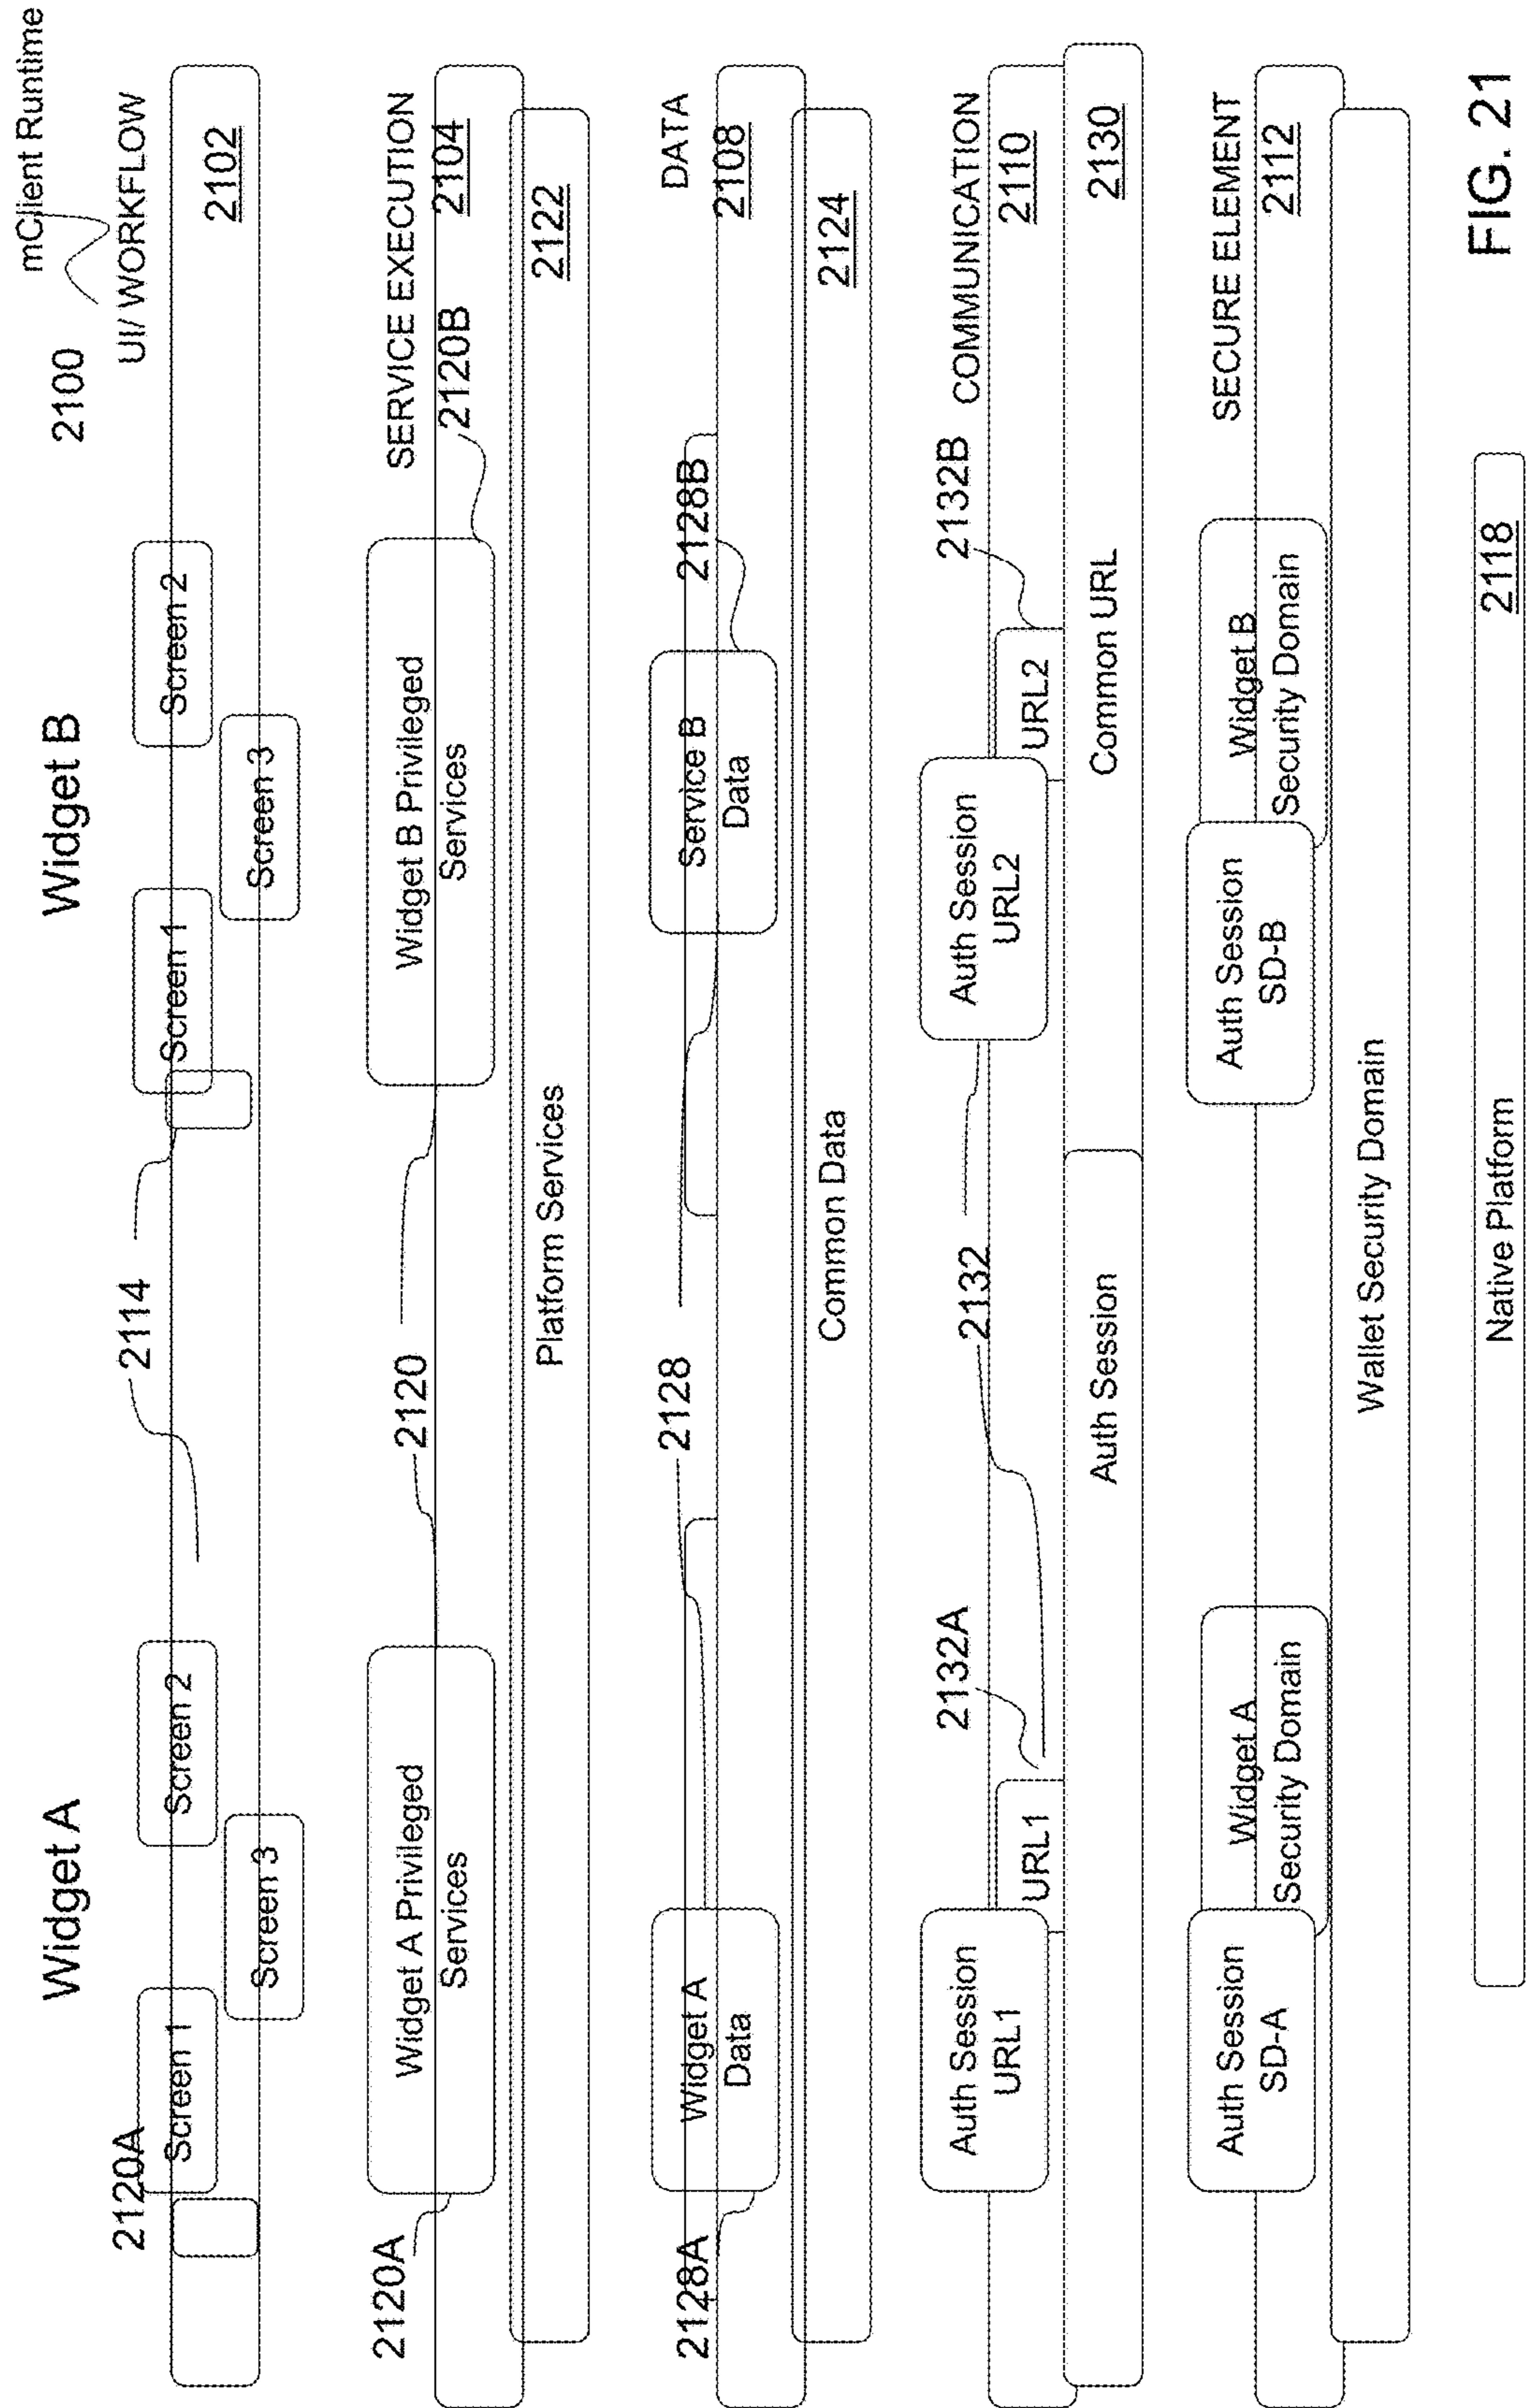 mClient Runtime
2100
Widget A
Widget B
UI/ WORKFLOW
2120A
2114
2102
Screen 1
Screen 2
Screen 1
Screen 2
Screen 3
Screen 3
SERVICE EXECUTION
2120A
2120
2120B
2104
Widget A Privileged
Services
Widget B Privileged
Services
2122
Platform Services
DATA
2128A
2128
2128B
2108
Widget A
Data
Service B
Data
2124
Common Data
2132A
2132
2132B
COMMUNICATION
Auth Session
URL1
URL1
Auth Session
URL2
URL2
2110
Auth Session
Common URL
2130
SECURE ELEMENT
Auth Session
SD-A
Widget A
Security Domain
Auth Session
SD-B
Widget B
Security Domain
2112
Wallet Security Domain
Native Platform
2118
FIG. 21